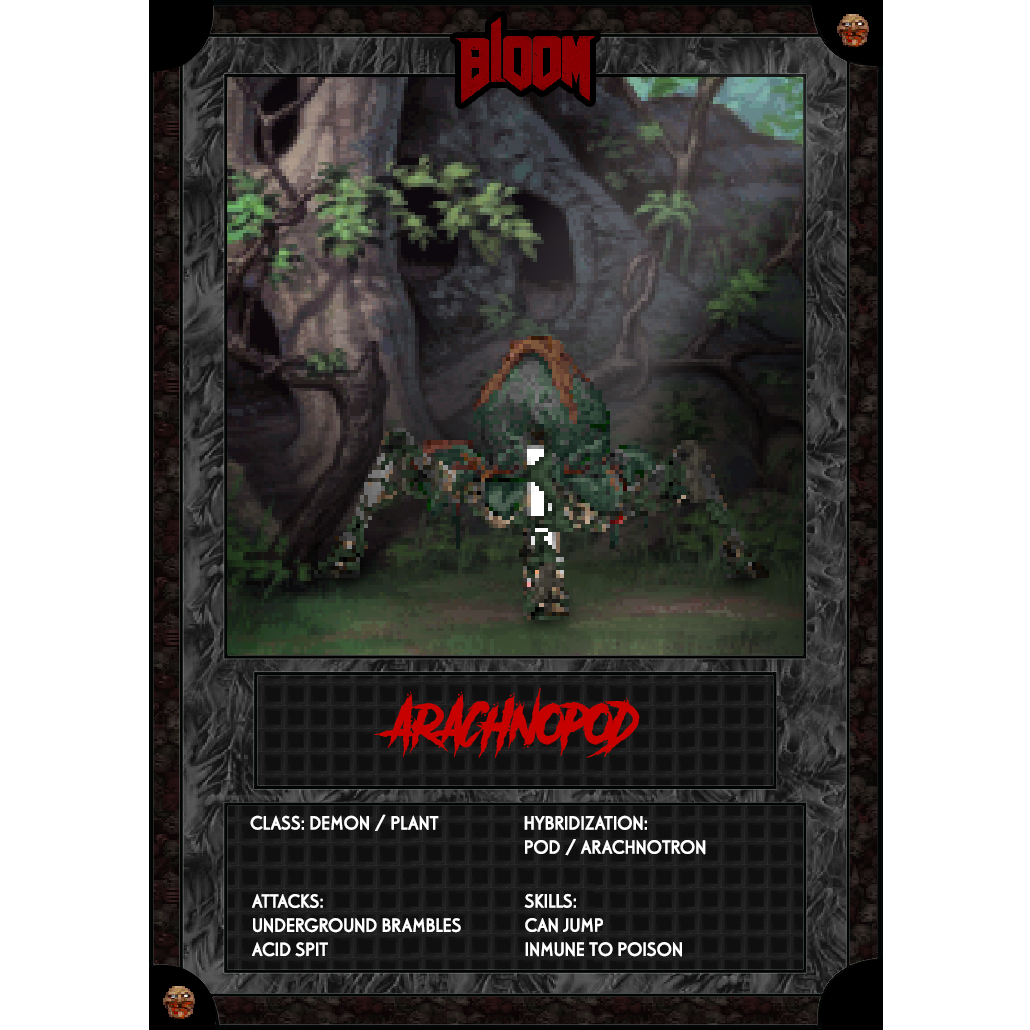 BLOOM
ARACHNOPOD
CLASS: DEMON / PLANT
HYBRIDIZATION:
POD / ARACHNOTRON
ATTACKS:
UNDERGROUND BRAMBLES
ACID SPIT
SKILLS:
CAN JUMP
INMUNE TO POISON